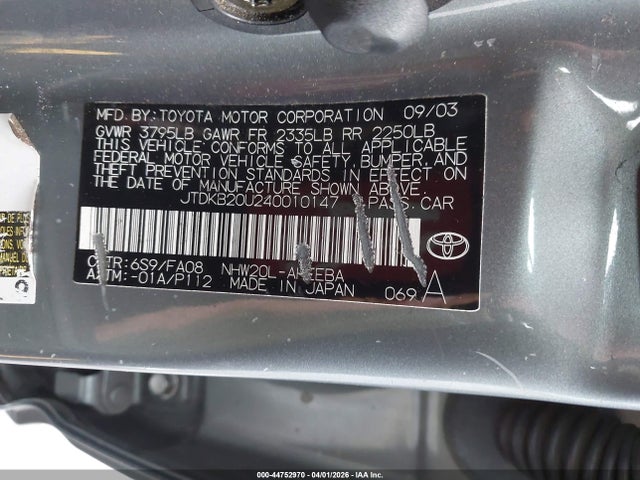 MFD. BY: TOYOTA MOTOR CORPORATION 09/03
GVWR 3795LB GAWR FR 2335LB RR 2250LB
THIS VEHICLE CONFORMS TO ALL APPLICABLE
FEDERAL MOTOR VEHICLE SAFETY, BUMPER, AND
THEFT PREVENTION STANDARDS IN EFFECT ON
THE DATE OF MANUFACTURE SHOWN ABOVE.
JTDKB20U240010147 PASS. CAR
C/TR: 6S9/FA08 NHW20L-
A/TM: -01A/P112 MADE IN JAPAN 069 A
000-44752970 - 04/01/2026 - IAAI Inc.